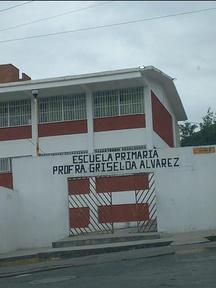 ESCUELA PRIMARIA
PROFRA. GRISELDA ALVAREZ